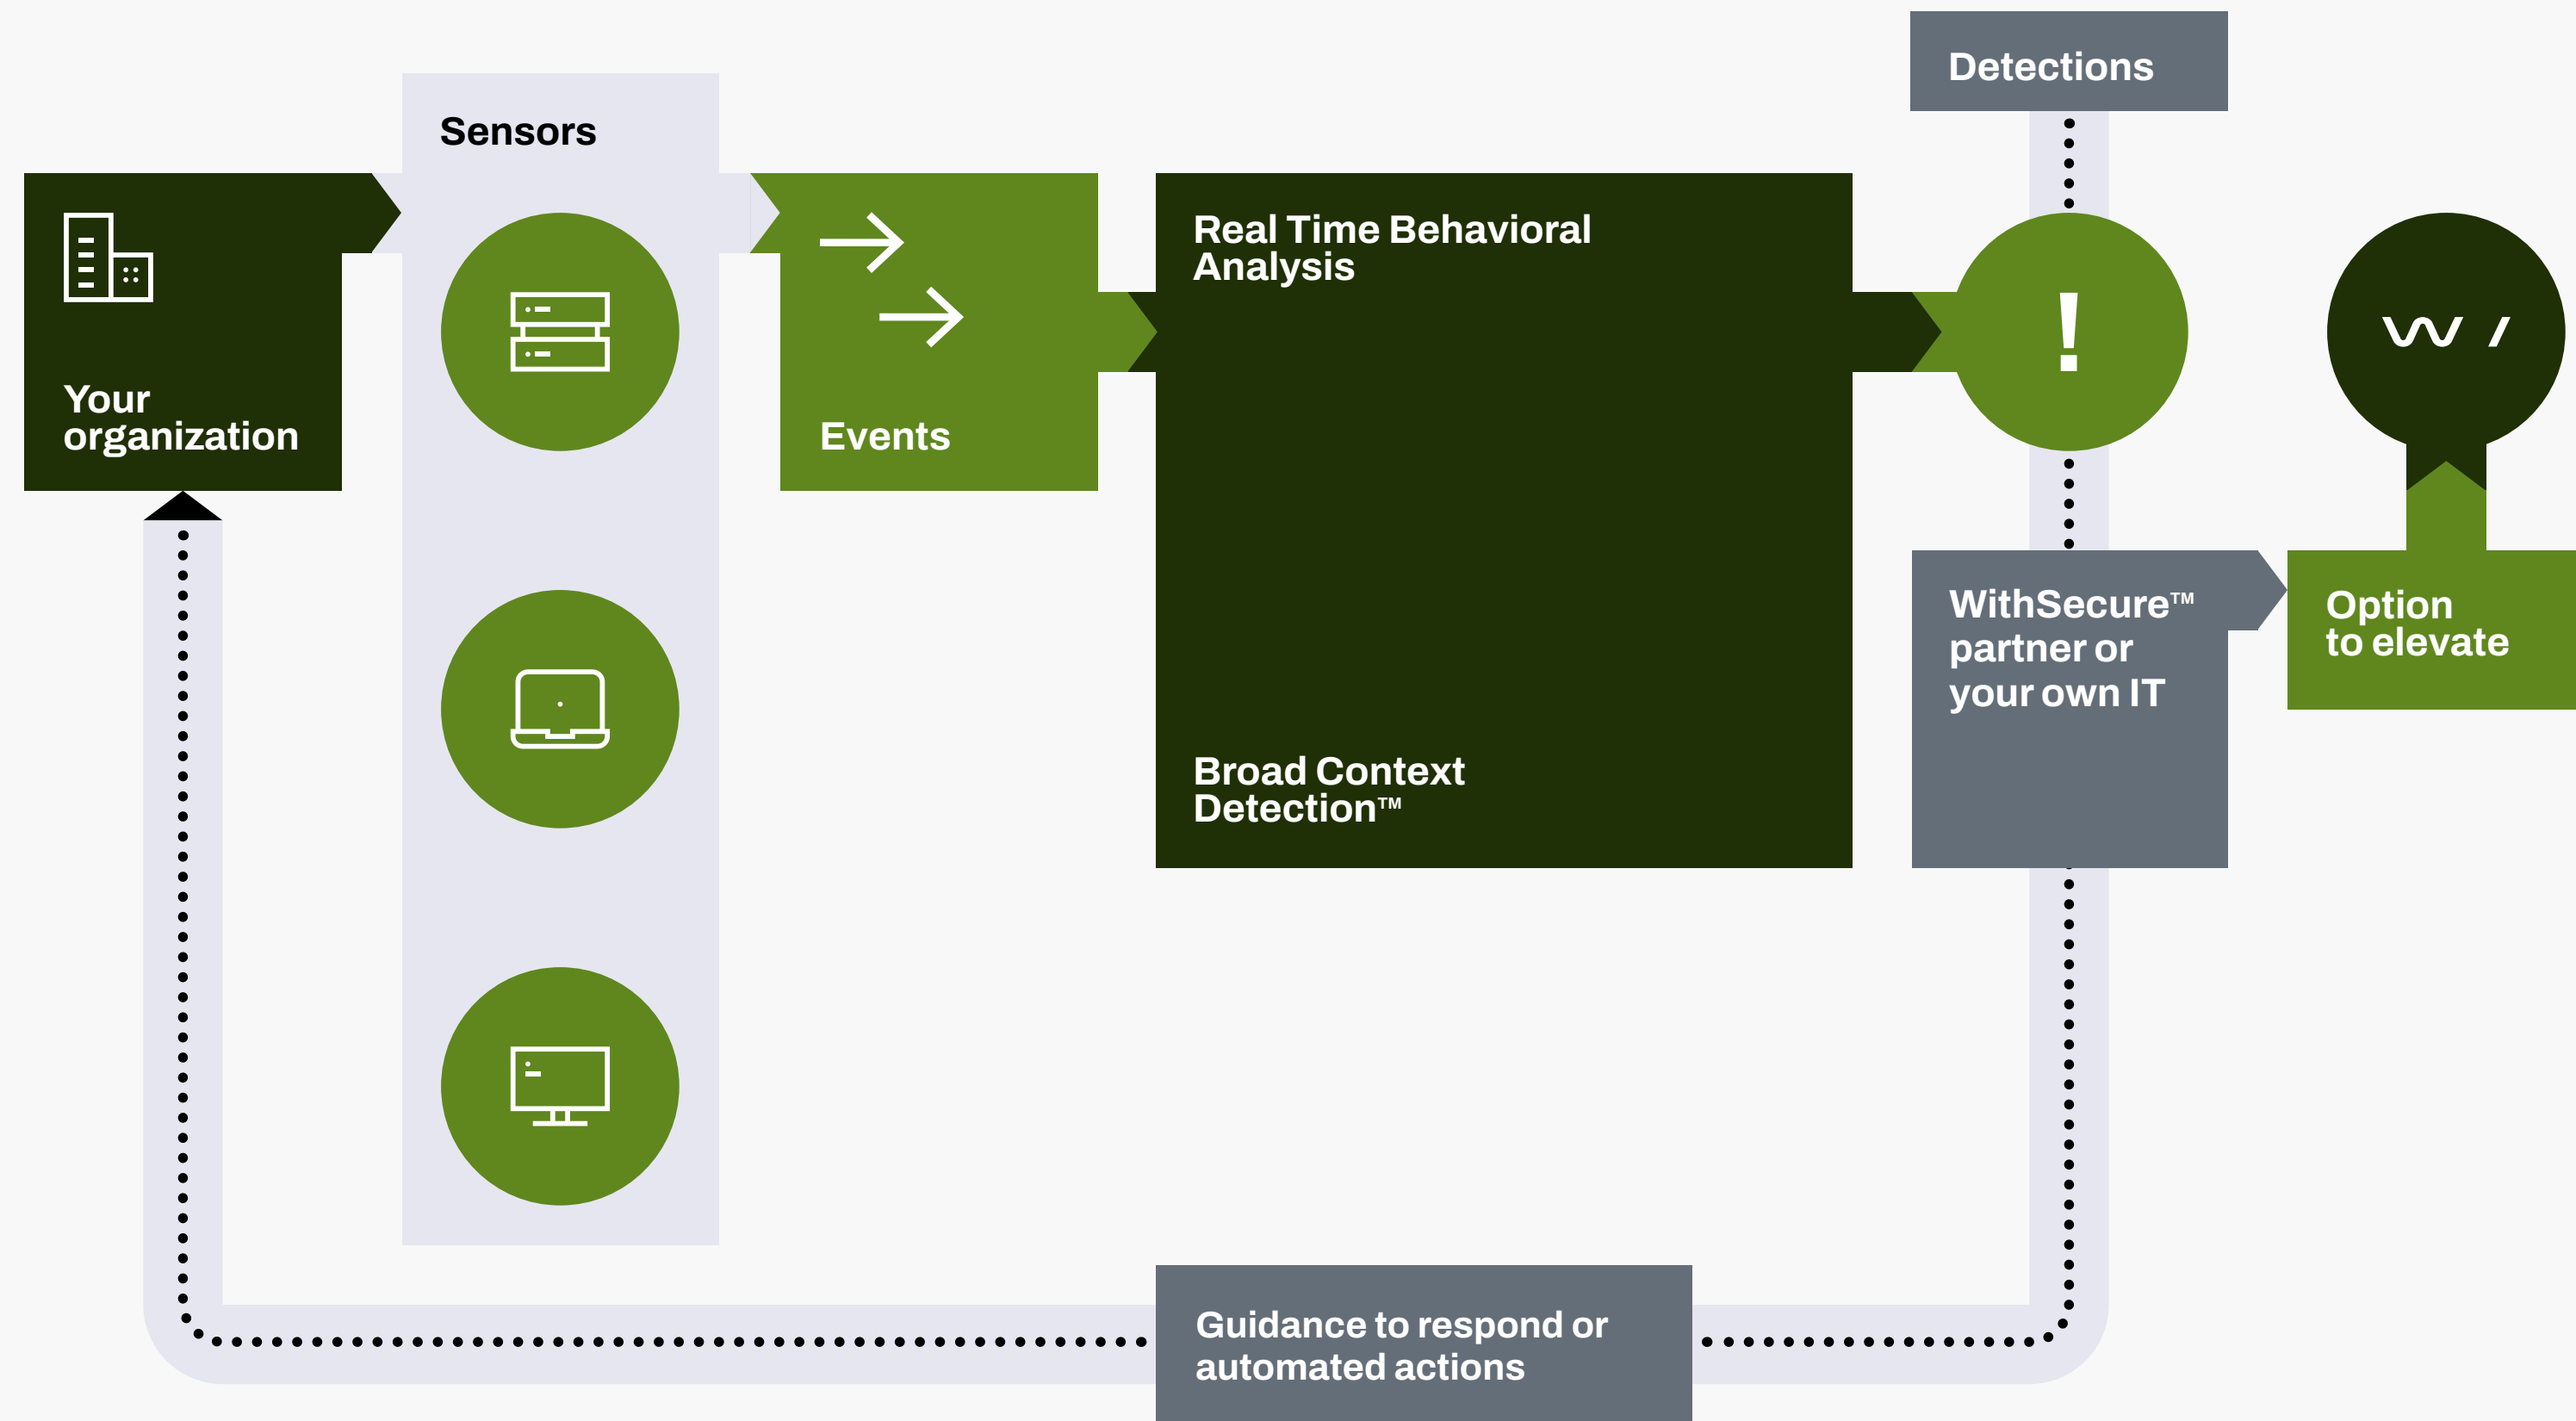 Detections
Sensors
Your
organization
Events
Real Time Behavioral
Analysis
Broad Context
Detection™
!
WithSecure™
partner or
your own IT
Option
to elevate
Guidance to respond or
automated actions